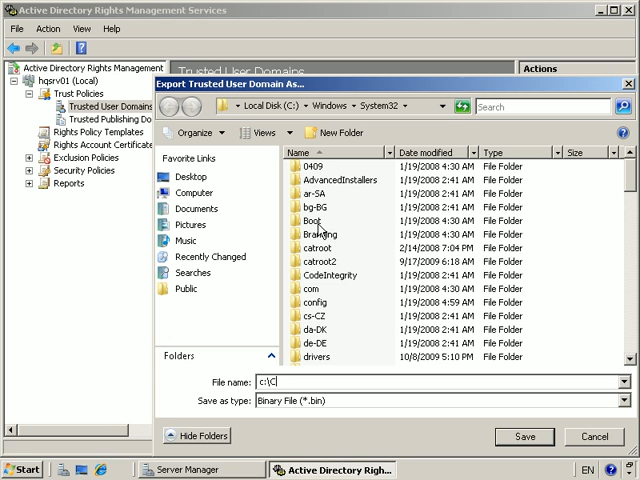 Active Directory Rights Management Services
File Action View Help
Active Directory Rights Management
hqsrv01 (Local)
Trust Policies
Trusted User Domains
Trusted Publishing Do
Rights Policy Templates
Rights Account Certificate
Exclusion Policies
Security Policies
Reports
Trusted User Domains
Actions
Export Trusted User Domain As...
Local Disk (C:) Windows System32
Search
Organize Views New Folder
Favorite Links
Desktop
Computer
Documents
Pictures
Music
Recently Changed
Searches
Public
Folders
Name Date modified Type Size
0409 1/19/2008 4:30 AM File Folder
AdvancedInstallers 1/19/2008 2:41 AM File Folder
ar-SA 1/19/2008 2:41 AM File Folder
bg-BG 1/19/2008 2:41 AM File Folder
Boot 1/19/2008 4:30 AM File Folder
Branding 1/19/2008 4:30 AM File Folder
catroot 2/14/2008 7:04 PM File Folder
catroot2 9/17/2009 6:18 AM File Folder
CodeIntegrity 1/19/2008 2:41 AM File Folder
com 1/19/2008 4:30 AM File Folder
config 1/19/2008 4:59 AM File Folder
cs-CZ 1/19/2008 2:41 AM File Folder
da-DK 1/19/2008 2:41 AM File Folder
de-DE 1/19/2008 2:41 AM File Folder
drivers 10/8/2009 5:10 PM File Folder
File name: c:\C
Save as type: Binary File (*.bin)
Hide Folders Save Cancel
Start Server Manager Active Directory Righ... EN